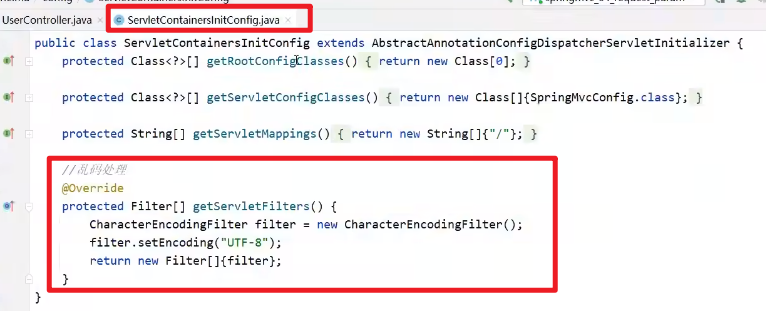 UserController.java × ServletContainersInitConfig.java ×
public class ServletContainersInitConfig extends AbstractAnnotationConfigDispatcherServletInitializer {
protected Class<?>[] getRootConfigClasses() { return new Class[0]; }
protected Class<?>[] getServletConfigClasses() { return new Class[]{SpringMvcConfig.class}; }
protected String[] getServletMappings() { return new String[]{"/"}; }
//乱码处理
@Override
protected Filter[] getServletFilters() {
CharacterEncodingFilter filter = new CharacterEncodingFilter();
filter.setEncoding("UTF-8");
return new Filter[]{filter};
}
}